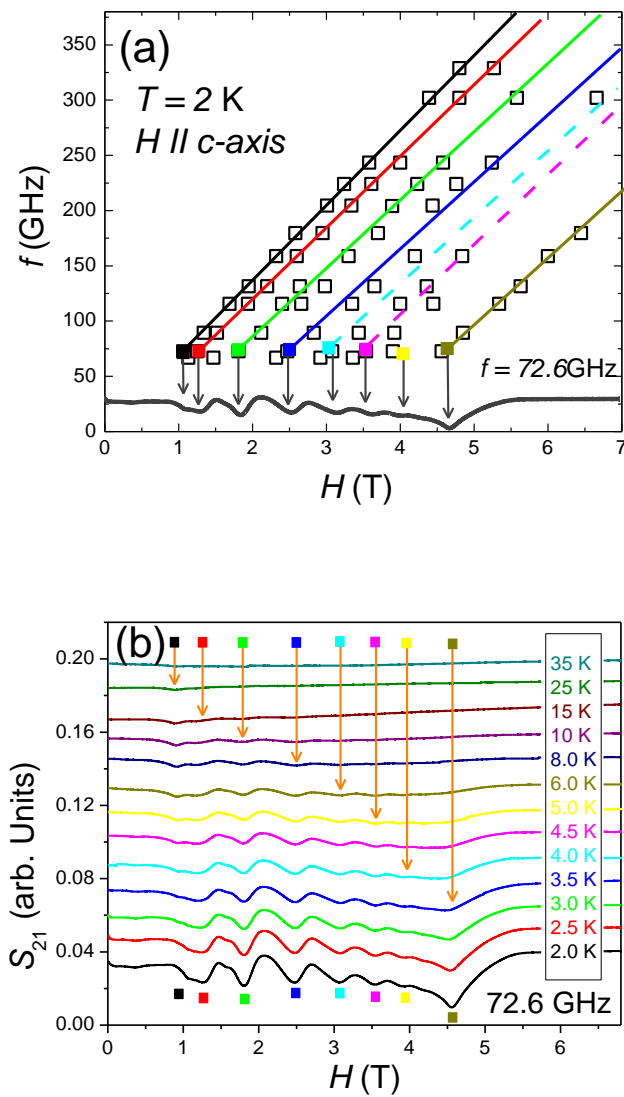 350
300
250
200
150
100
50
0
f (GHz)
(a)
T = 2 K
H II c-axis
f = 72.6GHz
0 1 2 3 4 5 6 7
H (T)
(b)
0.20
0.16
0.12
0.08
0.04
0.00
S21 (arb. Units)
35 K
25 K
15 K
10 K
8.0 K
6.0 K
5.0 K
4.5 K
4.0 K
3.5 K
3.0 K
2.5 K
2.0 K
72.6 GHz
0 1 2 3 4 5 6
H (T)